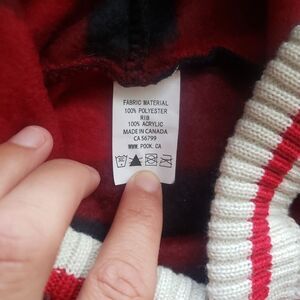 FABRIC MATERIAL
100% POLYESTER
RIB
100% ACRYLIC
MADE IN CANADA
CA 56799
WWW. POOK. CA